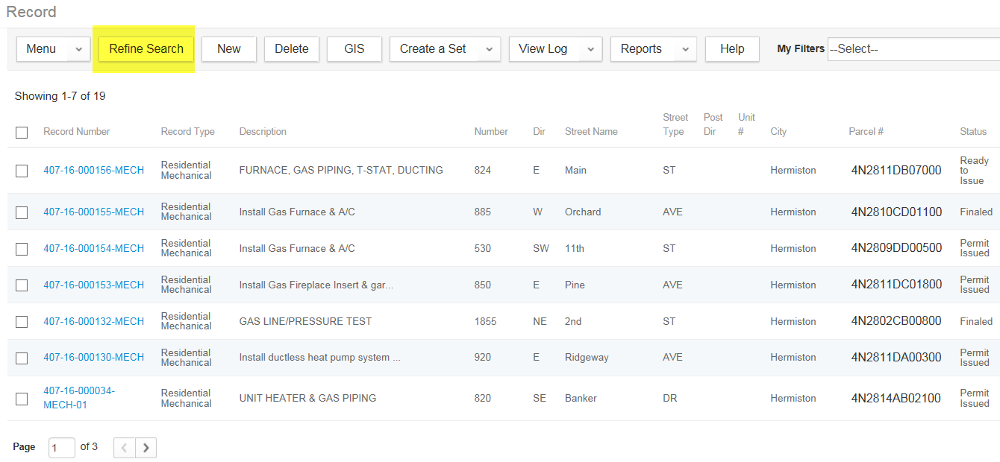 Record
Menu Refine Search New Delete GIS Create a Set View Log Reports Help My Filters --Select--
Showing 1-7 of 19
Record Number Record Type Description Number Dir Street Name Street Type Post Dir Unit # City Parcel # Status
407-16-000156-MECH Residential Mechanical FURNACE, GAS PIPING, T-STAT, DUCTING 824 E Main ST Hermiston 4N2811DB07000 Ready to Issue
407-16-000155-MECH Residential Mechanical Install Gas Furnace & A/C 885 W Orchard AVE Hermiston 4N2810CD01100 Finaled
407-16-000154-MECH Residential Mechanical Install Gas Furnace & A/C 530 SW 11th ST Hermiston 4N2809DD00500 Permit Issued
407-16-000153-MECH Residential Mechanical Install Gas Fireplace Insert & gar... 850 E Pine AVE Hermiston 4N2811DC01800 Permit Issued
407-16-000132-MECH Residential Mechanical GAS LINE/PRESSURE TEST 1855 NE 2nd ST Hermiston 4N2802CB00800 Finaled
407-16-000130-MECH Residential Mechanical Install ductless heat pump system ... 920 E Ridgeway AVE Hermiston 4N2811DA00300 Permit Issued
407-16-000034-MECH-01 Residential Mechanical UNIT HEATER & GAS PIPING 820 SE Banker DR Hermiston 4N2814AB02100 Permit Issued
Page 1 of 3